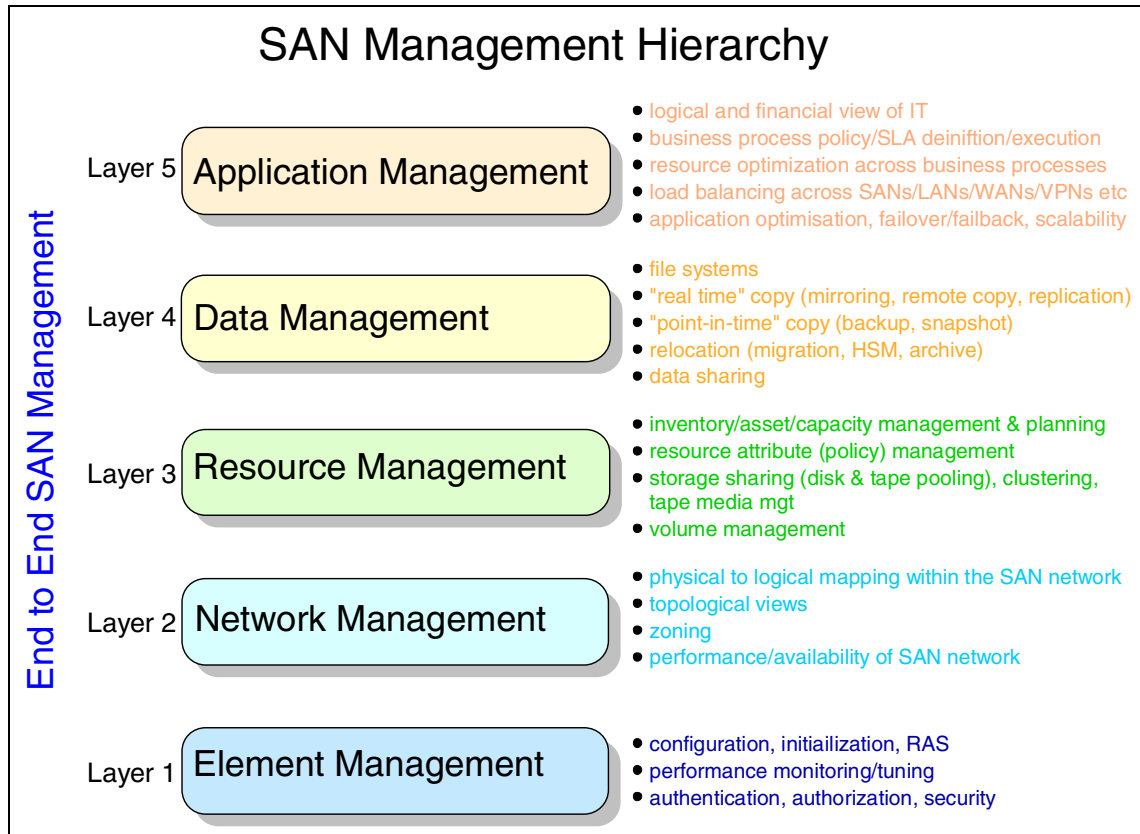 SAN Management Hierarchy
End to End SAN Management
Layer 5
Application Management
• logical and financial view of IT
• business process policy/SLA deiniftion/execution
• resource optimization across business processes
• load balancing across SANs/LANs/WANs/VPNs etc
• application optimisation, failover/failback, scalability
Layer 4
Data Management
• file systems
• "real time" copy (mirroring, remote copy, replication)
• "point-in-time" copy (backup, snapshot)
• relocation (migration, HSM, archive)
• data sharing
Layer 3
Resource Management
• inventory/asset/capacity management & planning
• resource attribute (policy) management
• storage sharing (disk & tape pooling), clustering,
tape media mgt
• volume management
Layer 2
Network Management
• physical to logical mapping within the SAN network
• topological views
• zoning
• performance/availability of SAN network
Layer 1
Element Management
• configuration, initiailization, RAS
• performance monitoring/tuning
• authentication, authorization, security